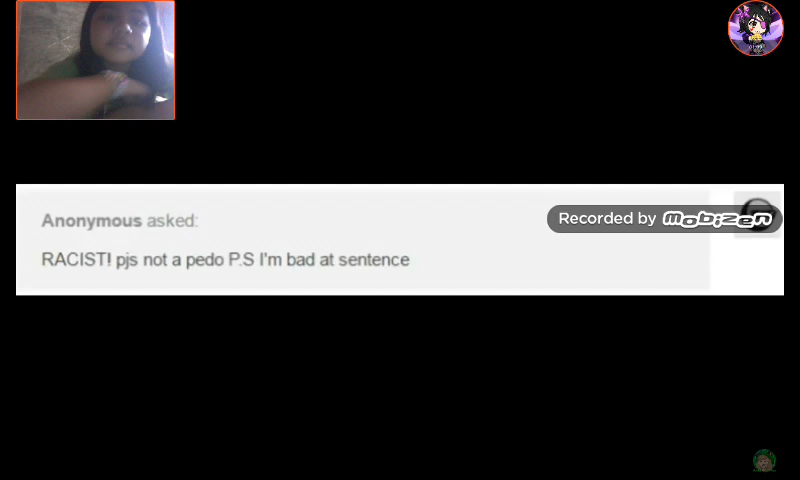 Anonymous asked:
Recorded by mobizen
RACIST! pjs not a pedo P.S I'm bad at sentence